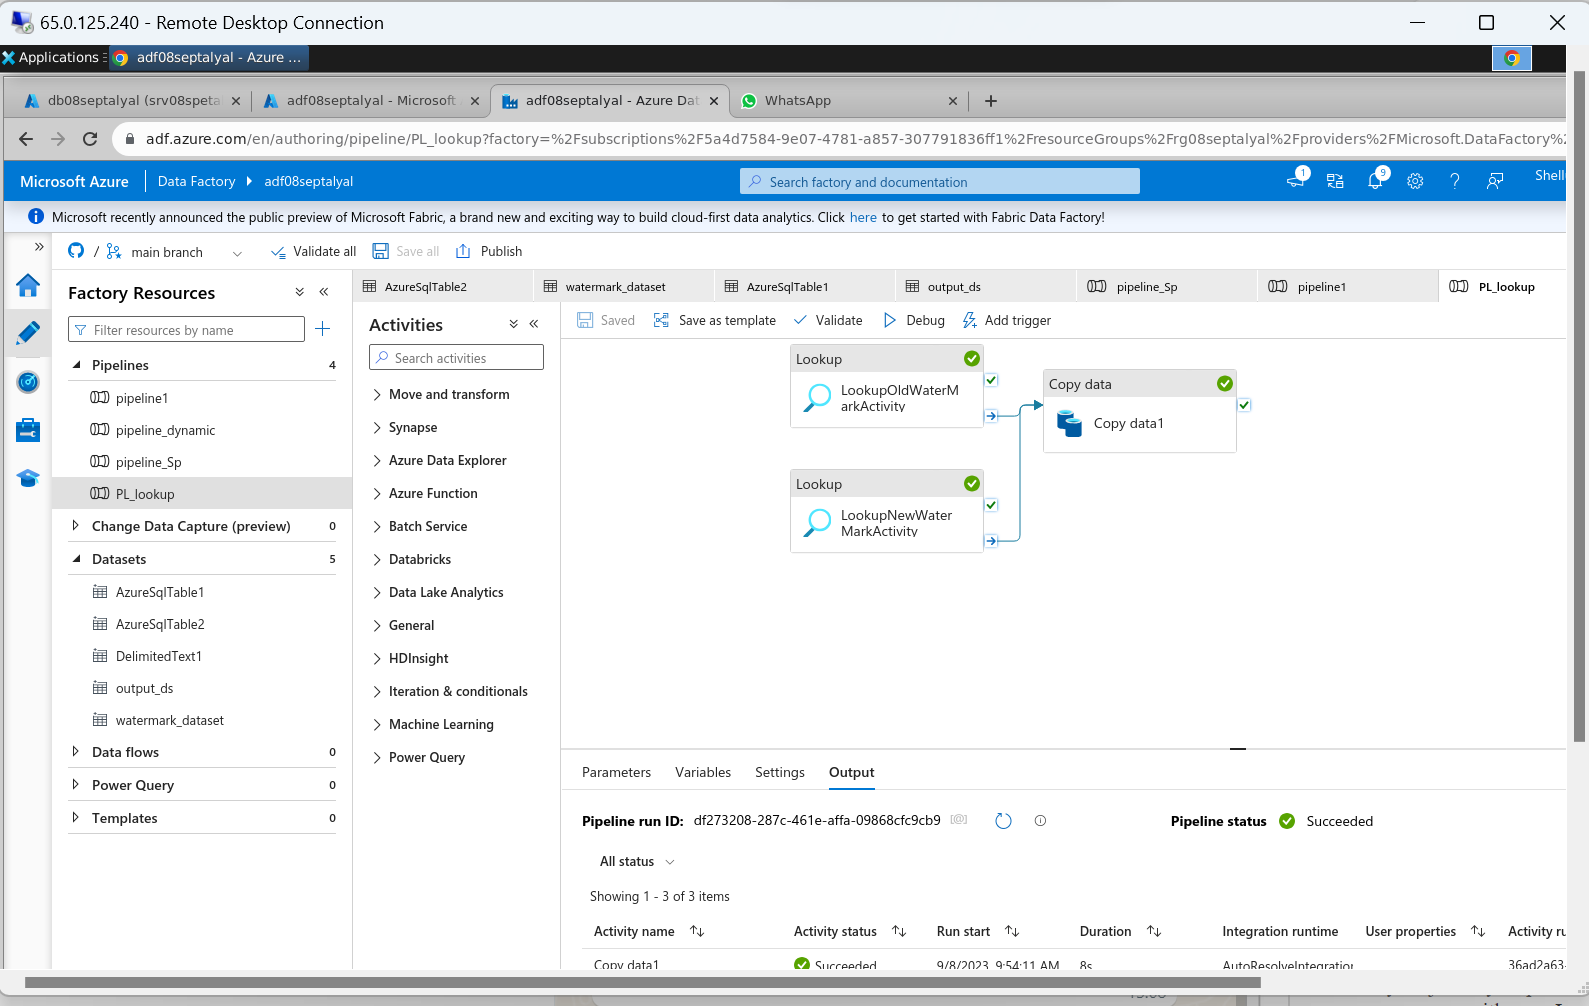 65.0.125.240 - Remote Desktop Connection
Applications
adf08septalyal - Azure ...
db08septalyal (srv08speta
adf08septalyal - Microsoft
adf08septalyal - Azure Dat
WhatsApp
adf.azure.com/en/authoring/pipeline/PL_lookup?factory=%2Fsubscriptions%2F5a4d7584-9e07-4781-a857-307791836ff1%2FresourceGroups%2Frg08septalyal%2Fproviders%2FMicrosoft.DataFactory%2
Microsoft Azure
Data Factory
adf08septalyal
Search factory and documentation
1
9
Shell
Microsoft recently announced the public preview of Microsoft Fabric, a brand new and exciting way to build cloud-first data analytics. Click here to get started with Fabric Data Factory!
/
main branch
Validate all
Save all
Publish
Factory Resources
Filter resources by name
Pipelines 4
pipeline1
pipeline_dynamic
pipeline_Sp
PL_lookup
Change Data Capture (preview) 0
Datasets 5
AzureSqlTable1
AzureSqlTable2
DelimitedText1
output_ds
watermark_dataset
Data flows 0
Power Query 0
Templates 0
AzureSqlTable2
watermark_dataset
AzureSqlTable1
output_ds
pipeline_Sp
pipeline1
PL_lookup
Activities
Search activities
Move and transform
Synapse
Azure Data Explorer
Azure Function
Batch Service
Databricks
Data Lake Analytics
General
HDInsight
Iteration & conditionals
Machine Learning
Power Query
Saved
Save as template
Validate
Debug
Add trigger
Lookup
LookupOldWaterM
arkActivity
Copy data
Copy data1
Lookup
LookupNewWater
MarkActivity
Parameters
Variables
Settings
Output
Pipeline run ID: df273208-287c-461e-affa-09868cfc9cb9
Pipeline status Succeeded
All status
Showing 1 - 3 of 3 items
Activity name
Activity status
Run start
Duration
Integration runtime
User properties
Activity ru
Copy data1
Succeeded
9/8/2023, 9:54:11 AM
8s
AutoResolveIntegration
36ad2a63-